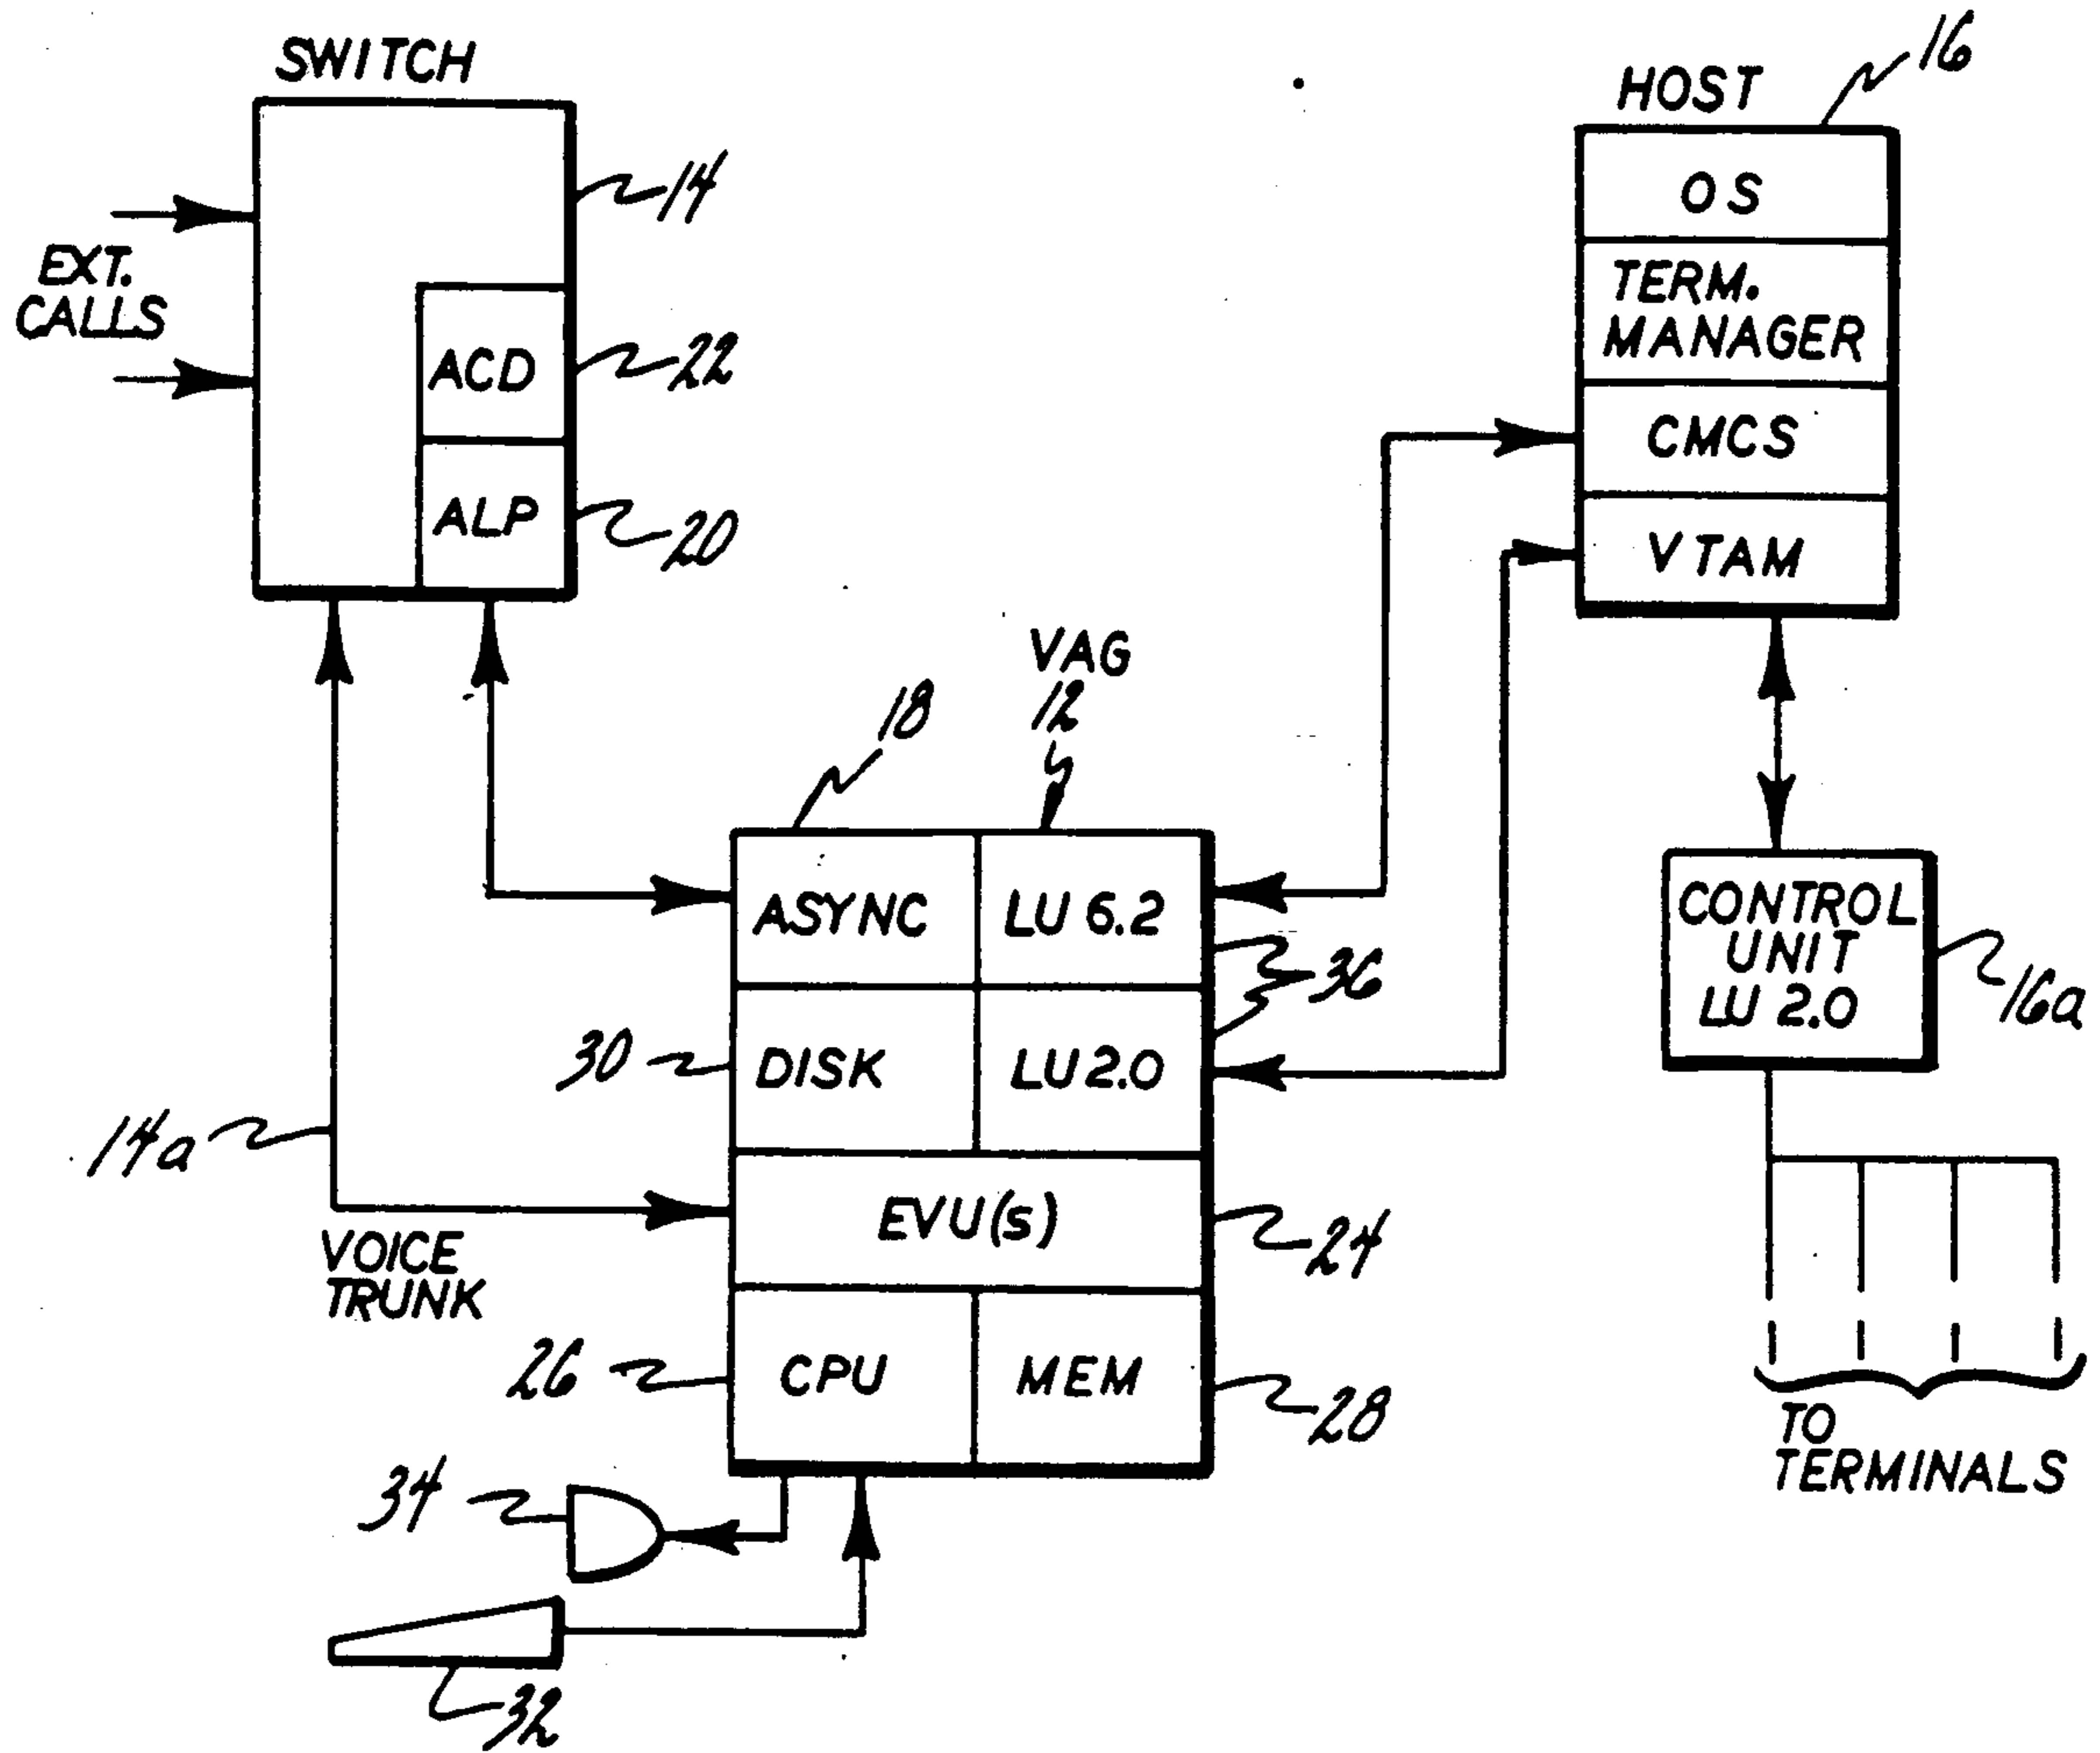 SWITCH
14
EXT.
CALLS
ACD
22
ALP
20
HOST
16
OS
TERM.
MANAGER
CMCS
VTAM
VAG
12
18
ASYNC
LU 6.2
36
30
DISK
LU 2.0
14a
EVU(s)
24
VOICE
TRUNK
26
CPU
MEM
28
34
32
CONTROL
UNIT
LU 2.0
16a
TO
TERMINALS